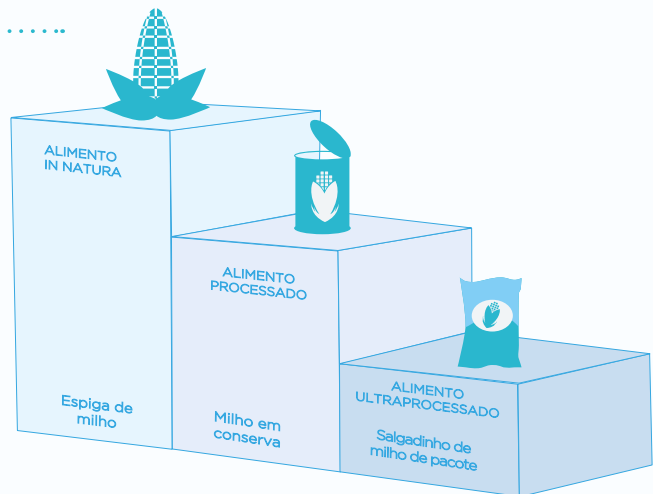 ALIMENTO
IN NATURA
Espiga de
milho
ALIMENTO
PROCESSADO
Milho em
conserva
ALIMENTO
ULTRAPROCESSADO
Salgadinho de
milho de pacote